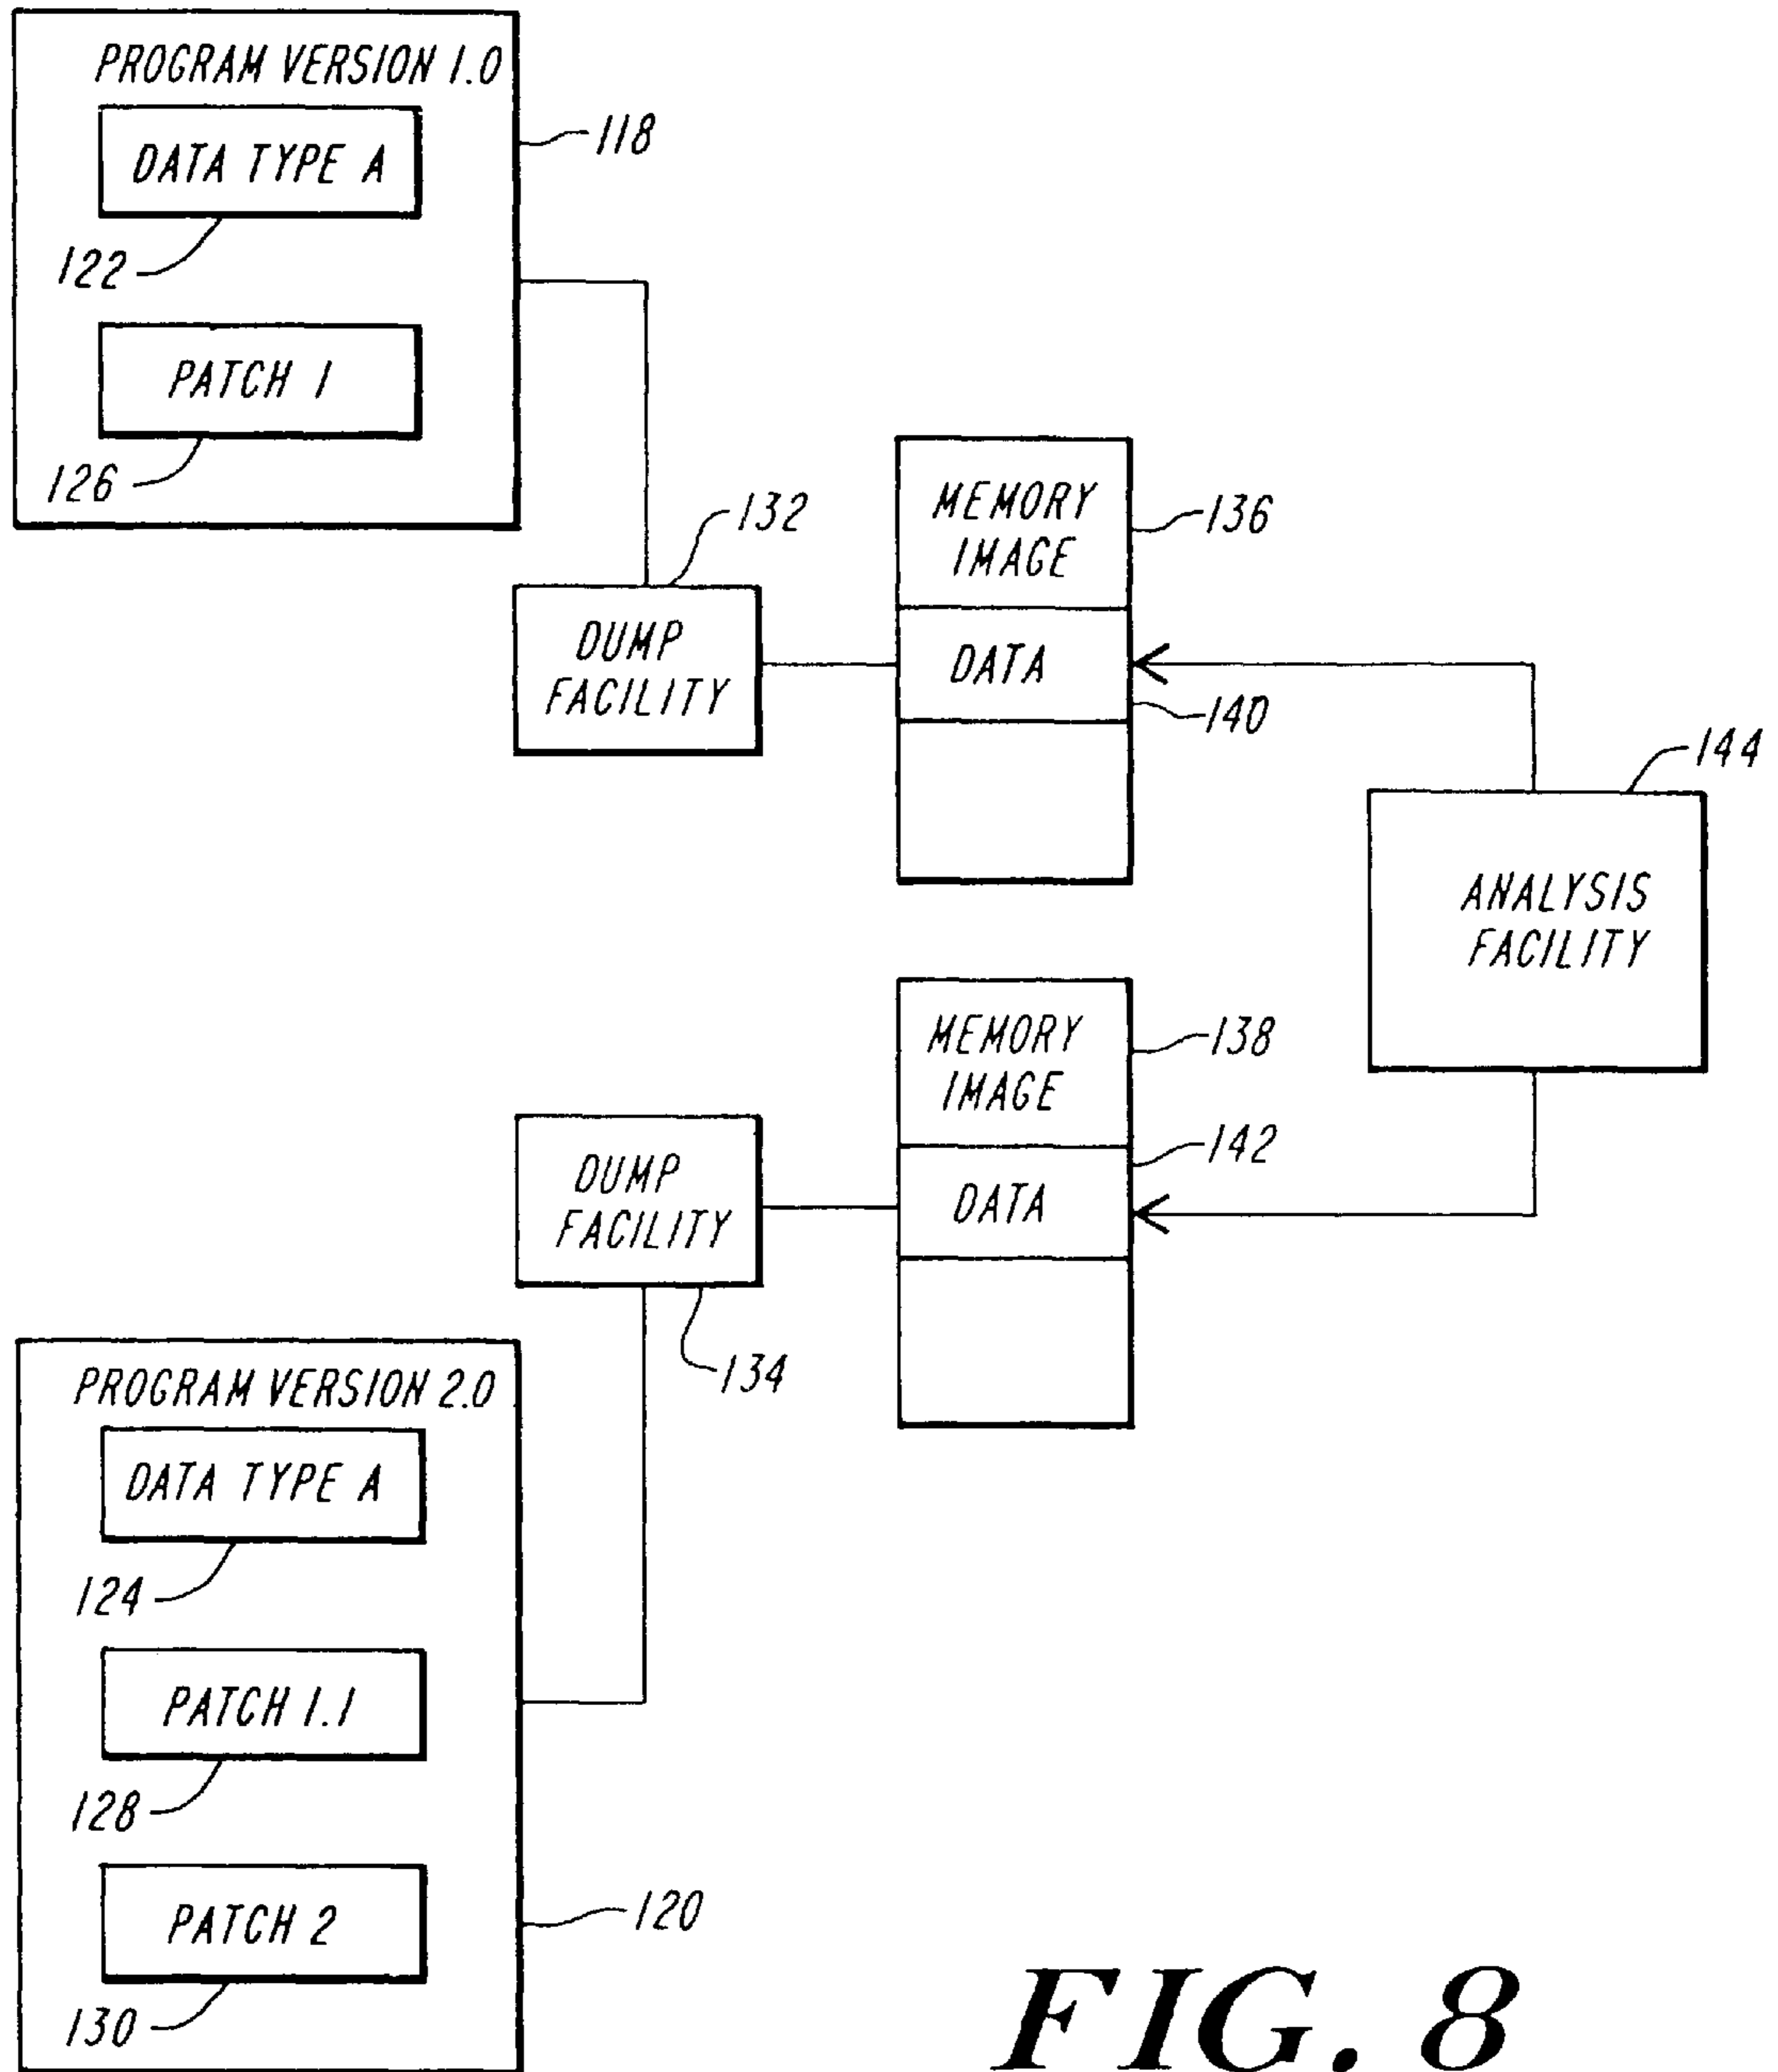 PROGRAM VERSION 1.0
DATA TYPE A
118
122
PATCH 1
126
132
DUMP
FACILITY
MEMORY
IMAGE
136
DATA
140
144
ANALYSIS
FACILITY
MEMORY
IMAGE
138
142
DATA
DUMP
FACILITY
134
PROGRAM VERSION 2.0
DATA TYPE A
124
PATCH 1.1
128
PATCH 2
120
130
FIG. 8